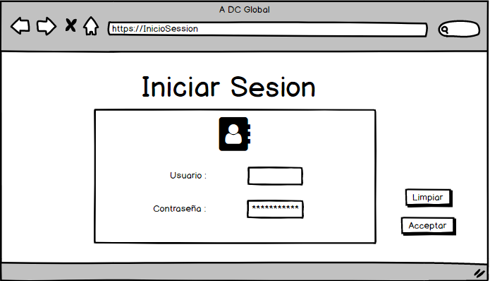 A DC Global
https://InicioSession
Iniciar Sesion
Usuario :
Contraseña :
***********
Limpiar
Acceptar